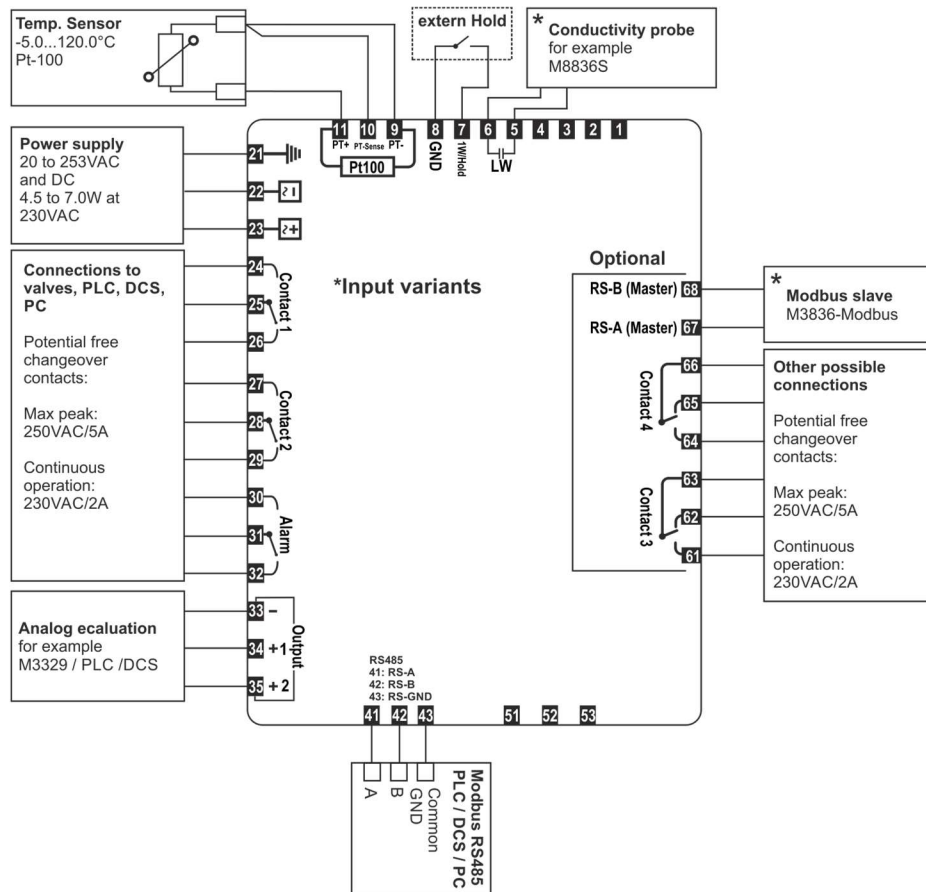 Temp. Sensor
-5.0...120.0°C
Pt-100
extern Hold
* Conductivity probe
for example
M8836S
11 10 9 8 7 6 5 4 3 2 1
PT+ PT-Sense PT-
Pt100
GND
1W/Hold
LW
Power supply
20 to 253VAC
and DC
4.5 to 7.0W at
230VAC
21
22 ~ –
23 ~ +
Connections to
valves, PLC, DCS,
PC
Potential free
changeover
contacts:
Max peak:
250VAC/5A
Continuous
operation:
230VAC/2A
24
25
26
Contact 1
27
28
29
Contact 2
30
31
32
Alarm
*Input variants
Optional
RS-B (Master) 68
RS-A (Master) 67
66
65
64
Contact 4
63
62
61
Contact 3
*
Modbus slave
M3836-Modbus
Other possible
connections
Potential free
changeover
contacts:
Max peak:
250VAC/5A
Continuous
operation:
230VAC/2A
Analog ecaluation
for example
M3329 / PLC /DCS
33 –
34 +1
35 +2
Output
RS485
41: RS-A
42: RS-B
43: RS-GND
41 42 43 51 52 53
A
B
Common
GND
Modbus RS485
PLC / DCS / PC